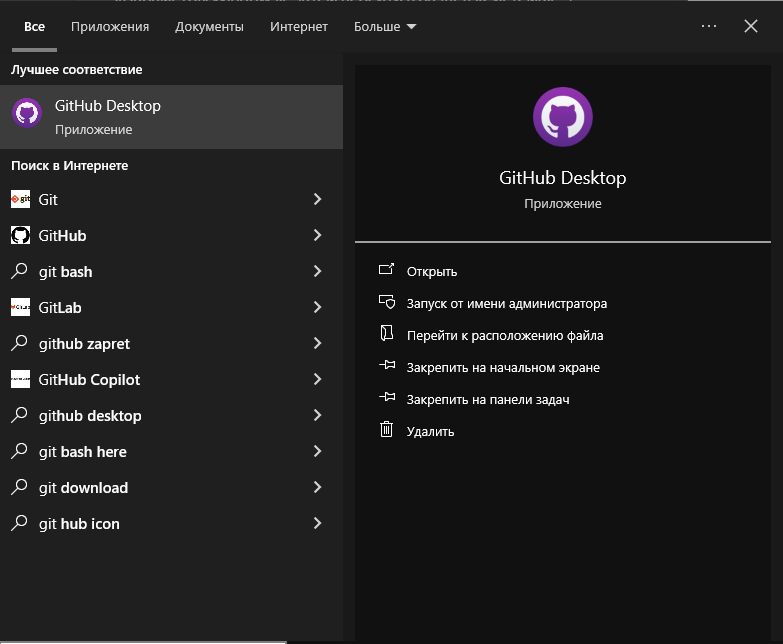 Все Приложения Документы Интернет Больше
Лучшее соответствие
GitHub Desktop
Приложение
Поиск в Интернете
git Git
GitHub
git bash
GitLab
github zapret
GitHub Copilot
github desktop
git bash here
git download
git hub icon
GitHub Desktop
Приложение
Открыть
Запуск от имени администратора
Перейти к расположению файла
Закрепить на начальном экране
Закрепить на панели задач
Удалить